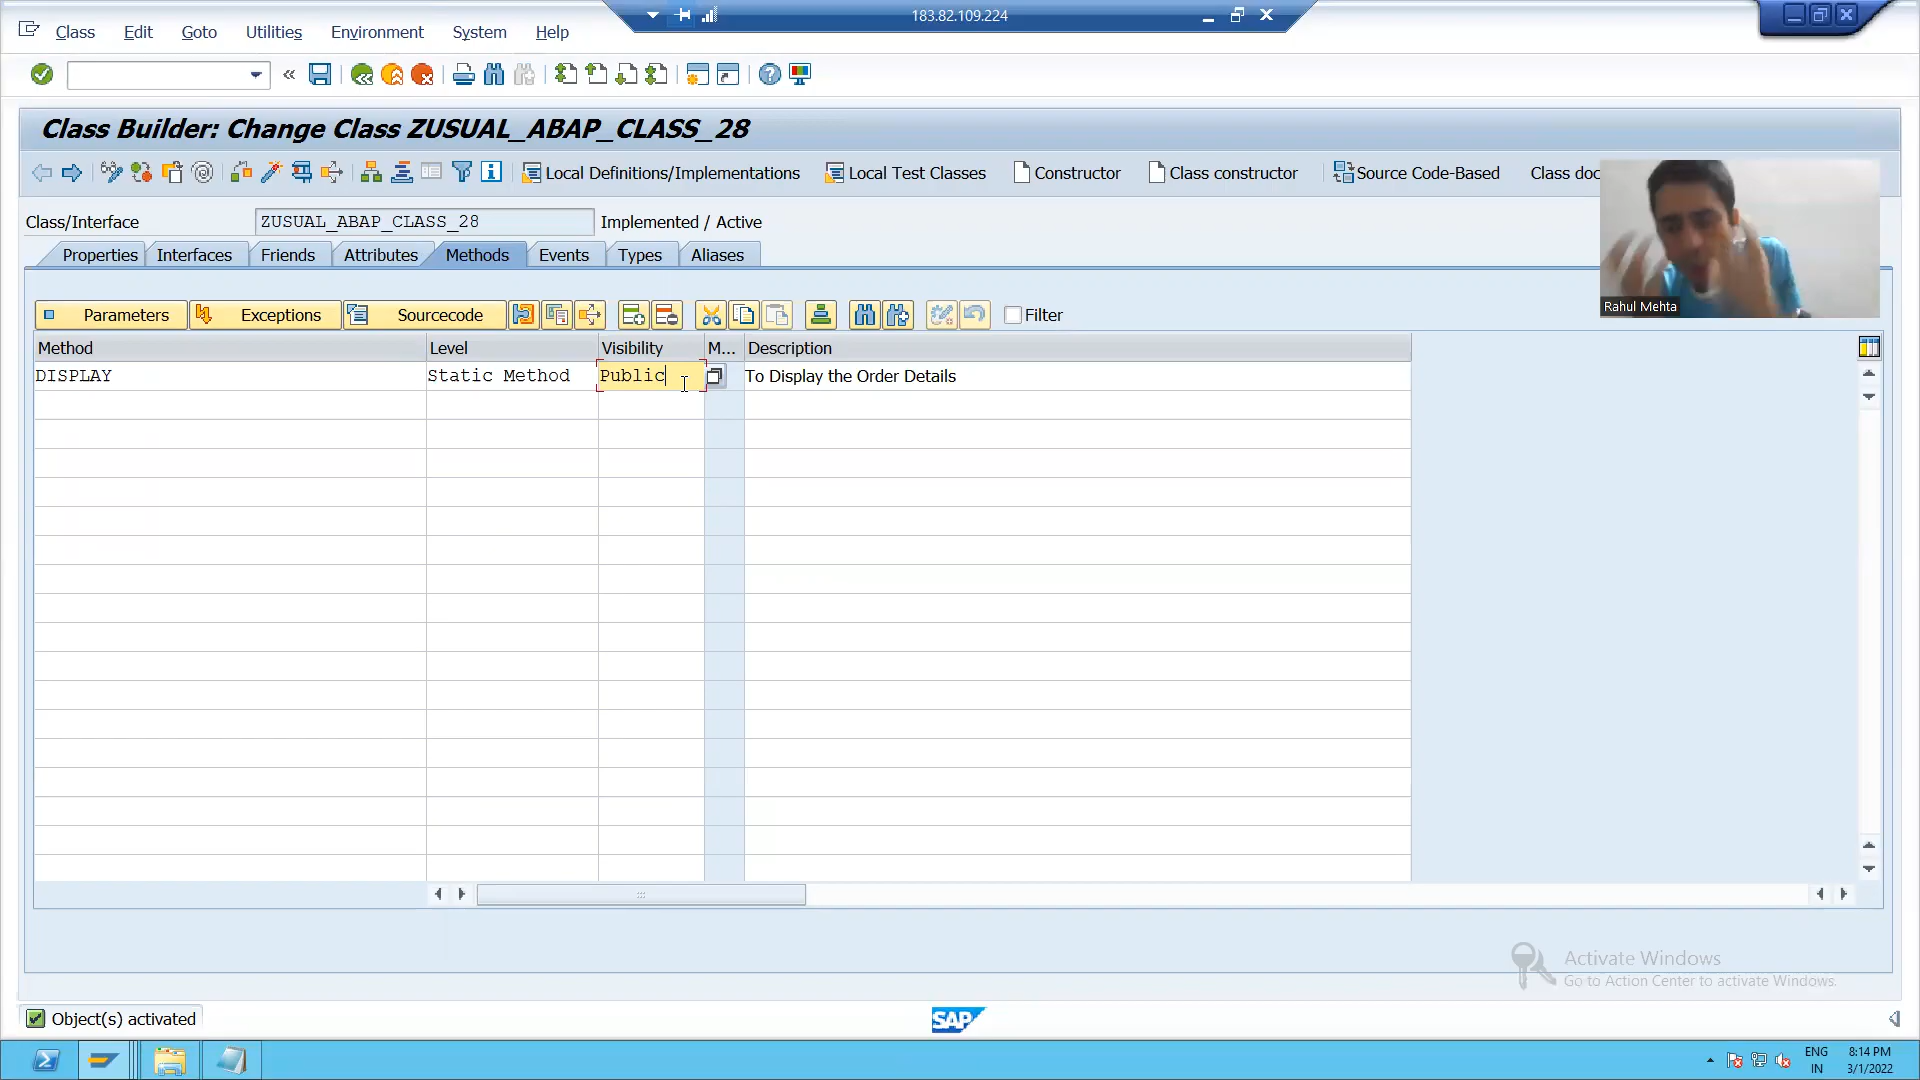 183.82.109.224
Class Edit Goto Utilities Environment System Help
Class Builder: Change Class ZUSUAL_ABAP_CLASS_28
Local Definitions/Implementations Local Test Classes Constructor Class constructor Source Code-Based Class doc
Class/Interface ZUSUAL_ABAP_CLASS_28 Implemented / Active
Properties Interfaces Friends Attributes Methods Events Types Aliases
Rahul Mehta
Parameters Exceptions Sourcecode Filter
Method Level Visibility M... Description
DISPLAY Static Method Public To Display the Order Details
Activate Windows
Go to Action Center to activate Windows.
Object(s) activated
SAP
ENG 8:14 PM
IN 3/1/2022